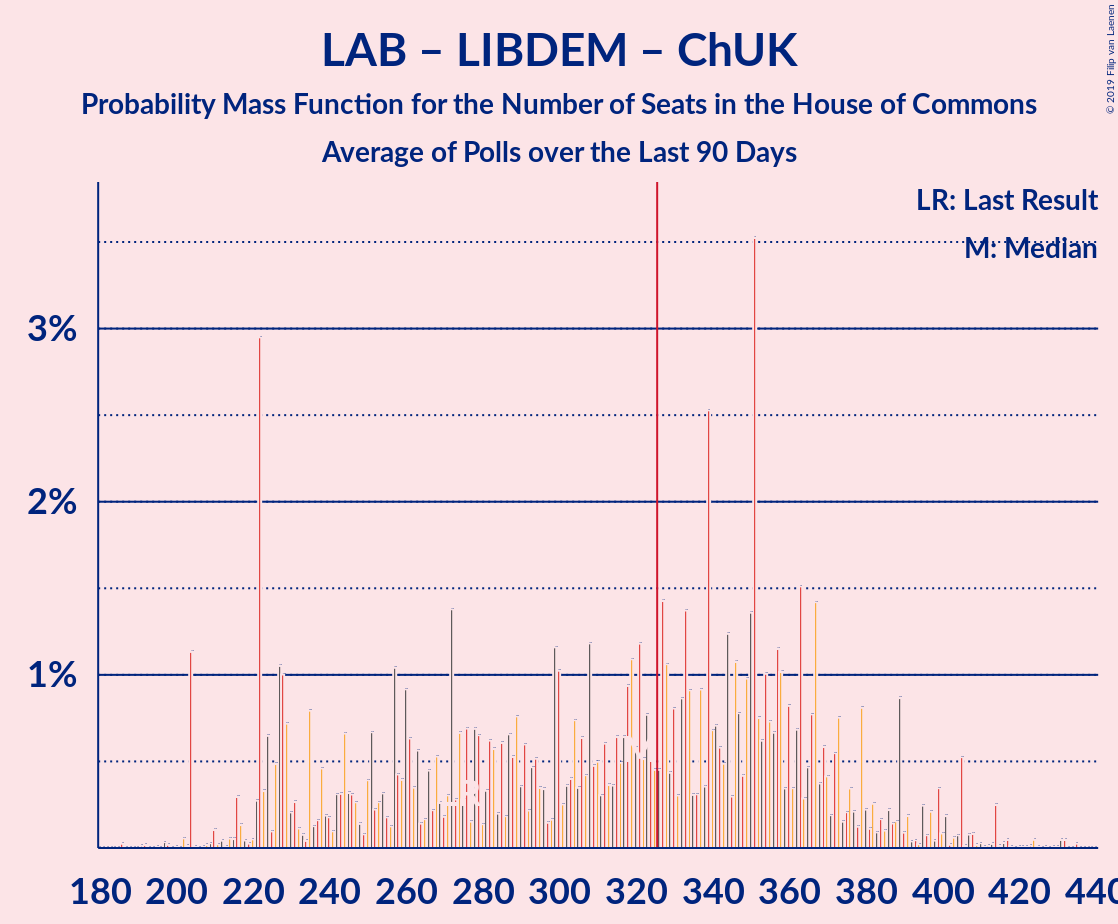 LAB – LIBDEM – ChUK
Probability Mass Function for the Number of Seats in the House of Commons
Average of Polls over the Last 90 Days
© 2019 Filip van Laenen
LR: Last Result
M: Median
3%
2%
1%
LR
M
180 200 220 240 260 280 300 320 340 360 380 400 420 440